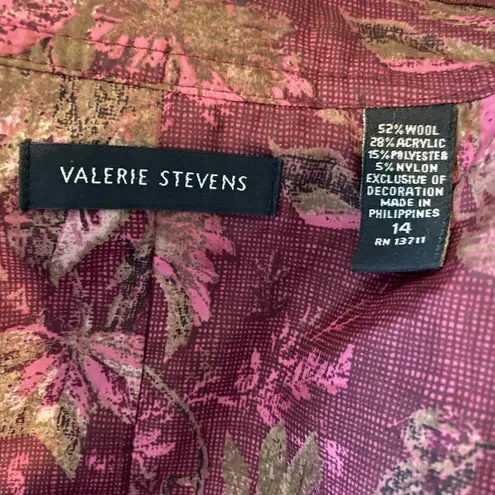 VALERIE STEVENS
52% WOOL
28% ACRYLIC
15% POLYESTER
5% NYLON
EXCLUSIVE OF
DECORATION
MADE IN
PHILIPPINES
14
RN 13711